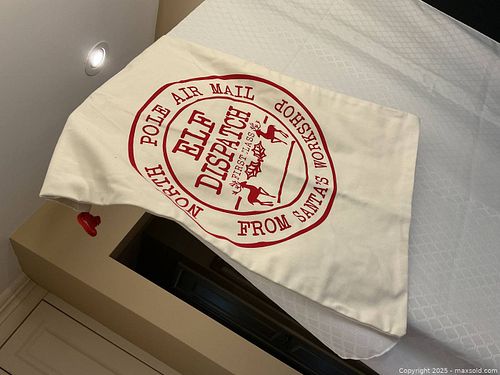 NORTH POLE AIR MAIL
ELF
DISPATCH
FIRST CLASS
FROM SANTA'S WORKSHOP
Copyright 2025 - maxsold.com